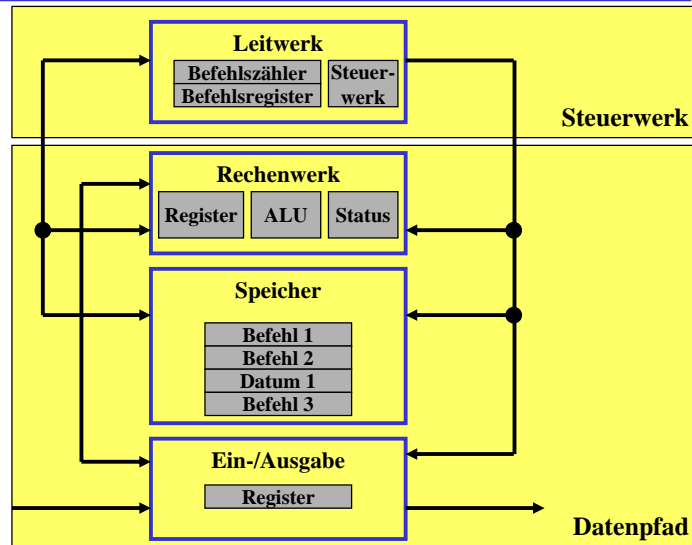 Leitwerk
Befehlszähler
Befehlsregister
Steuer-
werk
Steuerwerk
Rechenwerk
Register
ALU
Status
Speicher
Befehl 1
Befehl 2
Datum 1
Befehl 3
Ein-/Ausgabe
Register
Datenpfad